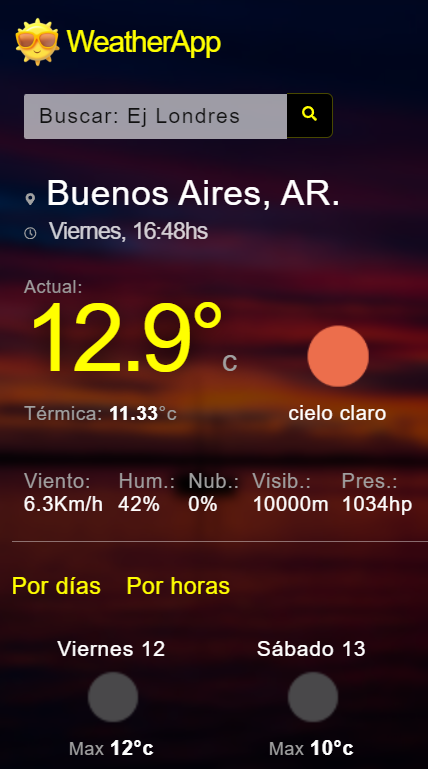 WeatherApp
Buscar: Ej Londres
Buenos Aires, AR.
Viernes, 16:48hs
Actual:
12.9° c
Térmica: 11.33°c
cielo claro
Viento: Hum.: Nub.: Visib.: Pres.:
6.3Km/h 42% 0% 10000m 1034hp
Por días Por horas
Viernes 12 Sábado 13
Max 12°c Max 10°c